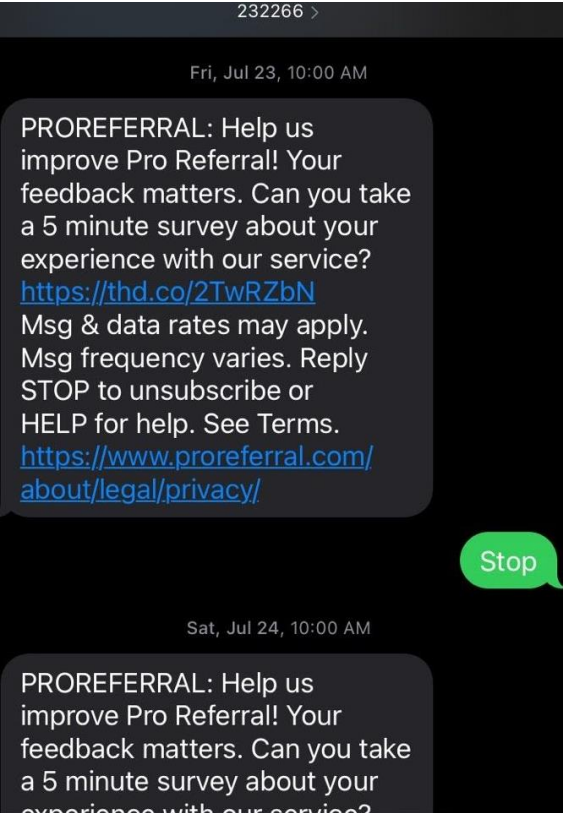 232266 >
Fri, Jul 23, 10:00 AM
PROREFERRAL: Help us
improve Pro Referral! Your
feedback matters. Can you take
a 5 minute survey about your
experience with our service?
https://thd.co/2TwRZbN
Msg & data rates may apply.
Msg frequency varies. Reply
STOP to unsubscribe or
HELP for help. See Terms.
https://www.proreferral.com/
about/legal/privacy/
Stop
Sat, Jul 24, 10:00 AM
PROREFERRAL: Help us
improve Pro Referral! Your
feedback matters. Can you take
a 5 minute survey about your
experience with our service?